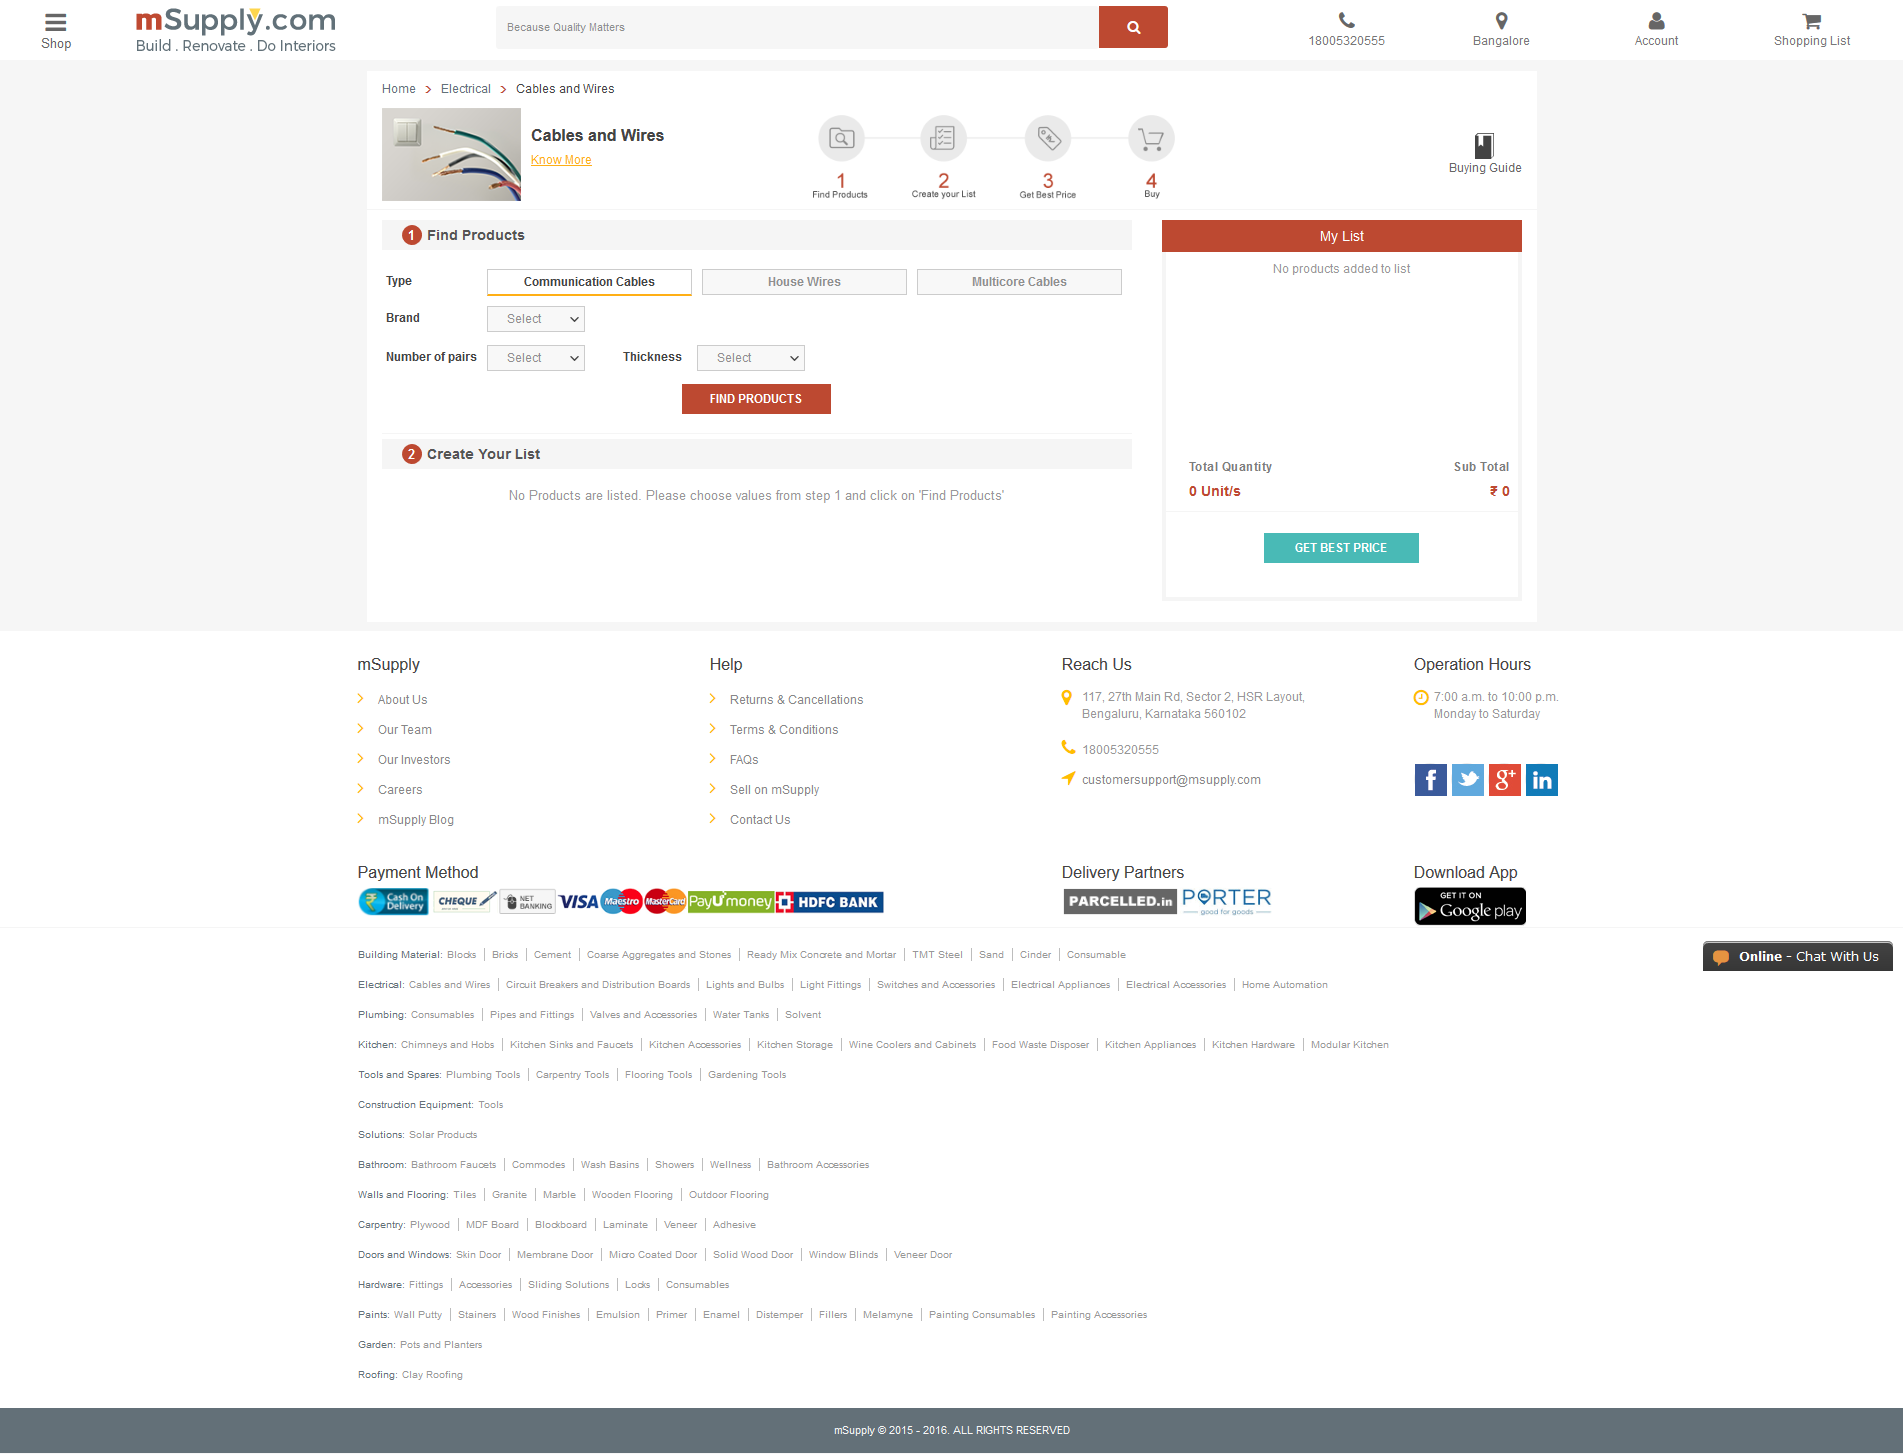 Shop
mSupply.com
Build . Renovate . Do Interiors
Because Quality Matters
18005320555
Bangalore
Account
Shopping List
Home > Electrical > Cables and Wires
Cables and Wires
Know More
1 Find Products
2 Create your List
3 Get Best Price
4 Buy
Buying Guide
1 Find Products
Type Communication Cables House Wires Multicore Cables
Brand Select
Number of pairs Select Thickness Select
FIND PRODUCTS
2 Create Your List
No Products are listed. Please choose values from step 1 and click on 'Find Products'
My List
No products added to list
Total Quantity Sub Total
0 Unit/s ₹ 0
GET BEST PRICE
mSupply
About Us
Our Team
Our Investors
Careers
mSupply Blog
Help
Returns & Cancellations
Terms & Conditions
FAQs
Sell on mSupply
Contact Us
Reach Us
117, 27th Main Rd, Sector 2, HSR Layout,
Bengaluru, Karnataka 560102
18005320555
customersupport@msupply.com
Operation Hours
7:00 a.m. to 10:00 p.m.
Monday to Saturday
f g+ in
Payment Method
Cash On Delivery CHEQUE NET BANKING VISA Maestro MasterCard PayUmoney HDFC BANK
Delivery Partners
PARCELLED.in PORTER
good for goods
Download App
GET IT ON
Google play
Building Material: Blocks | Bricks | Cement | Coarse Aggregates and Stones | Ready Mix Concrete and Mortar | TMT Steel | Sand | Cinder | Consumable
Online - Chat With Us
Electrical: Cables and Wires | Circuit Breakers and Distribution Boards | Lights and Bulbs | Light Fittings | Switches and Accessories | Electrical Appliances | Electrical Accessories | Home Automation
Plumbing: Consumables | Pipes and Fittings | Valves and Accessories | Water Tanks | Solvent
Kitchen: Chimneys and Hobs | Kitchen Sinks and Faucets | Kitchen Accessories | Kitchen Storage | Wine Coolers and Cabinets | Food Waste Disposer | Kitchen Appliances | Kitchen Hardware | Modular Kitchen
Tools and Spares: Plumbing Tools | Carpentry Tools | Flooring Tools | Gardening Tools
Construction Equipment: Tools
Solutions: Solar Products
Bathroom: Bathroom Faucets | Commodes | Wash Basins | Showers | Wellness | Bathroom Accessories
Walls and Flooring: Tiles | Granite | Marble | Wooden Flooring | Outdoor Flooring
Carpentry: Plywood | MDF Board | Blockboard | Laminate | Veneer | Adhesive
Doors and Windows: Skin Door | Membrane Door | Micro Coated Door | Solid Wood Door | Window Blinds | Veneer Door
Hardware: Fittings | Accessories | Sliding Solutions | Locks | Consumables
Paints: Wall Putty | Stainers | Wood Finishes | Emulsion | Primer | Enamel | Distemper | Fillers | Melamyne | Painting Consumables | Painting Accessories
Garden: Pots and Planters
Roofing: Clay Roofing
mSupply © 2015 - 2016. ALL RIGHTS RESERVED